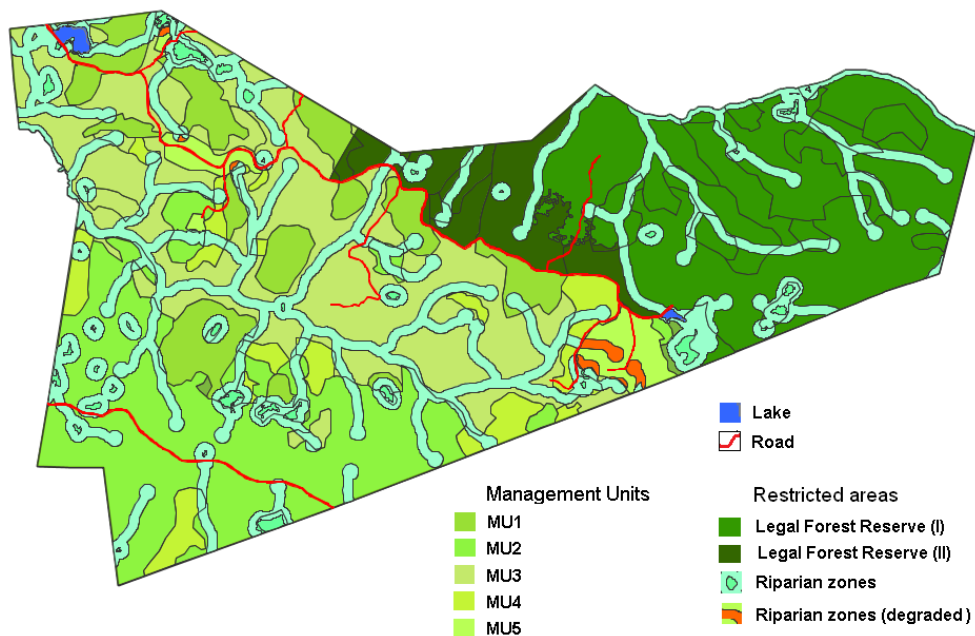 Lake
Road
Management Units
MU1
MU2
MU3
MU4
MU5
Restricted areas
Legal Forest Reserve (I)
Legal Forest Reserve (II)
Riparian zones
Riparian zones (degraded)